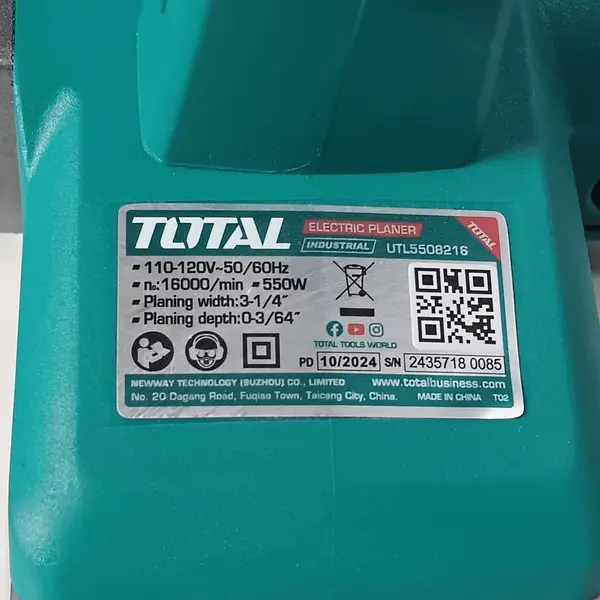 TOTAL
ELECTRIC PLANER
INDUSTRIAL UTL5508216
TOTAL
110-120V~50/60Hz
n₀:16000/min 550W
Planing width:3-1/4"
Planing depth:0-3/64"
TOTAL TOOLS WORLD
PD 10/2024 S/N 2435718 0085
NEWWAY TECHNOLOGY (SUZHOU) CO., LIMITED www.totalbusiness.com
No. 20 Dagang Road, Fuqiao Town, Taicang City, China. MADE IN CHINA T02